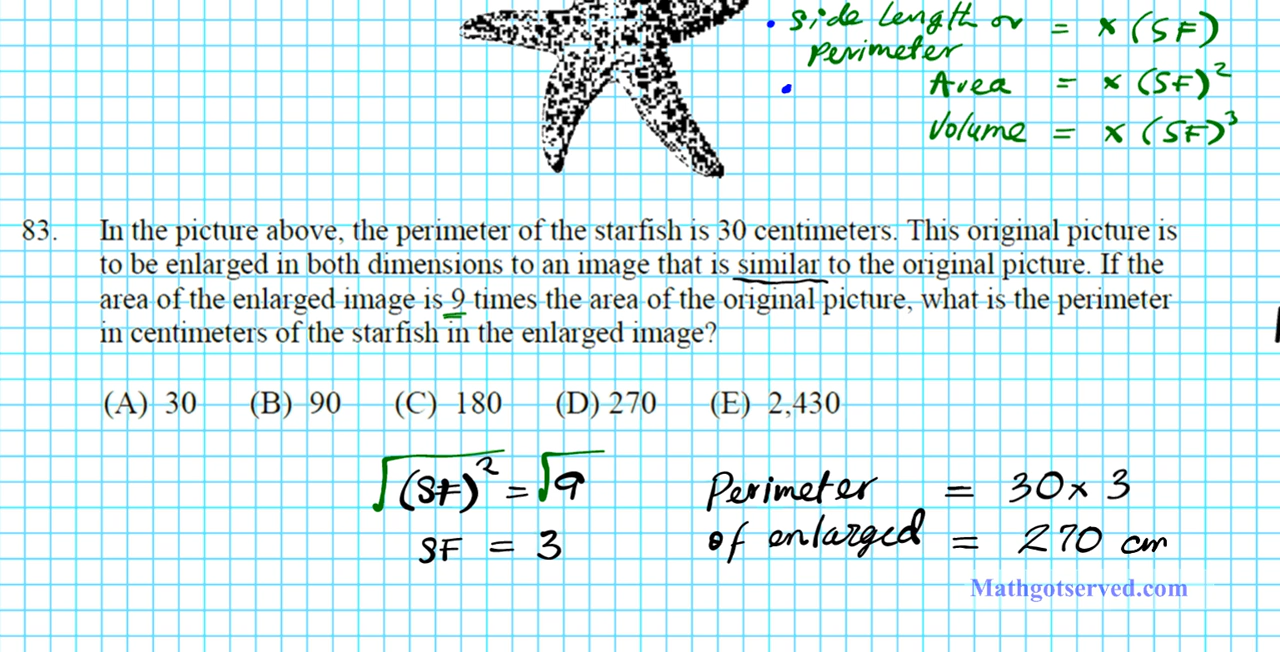 • Side length or = × (SF)
perimeter
• Area = × (SF)²
Volume = × (SF)³
83. In the picture above, the perimeter of the starfish is 30 centimeters. This original picture is
to be enlarged in both dimensions to an image that is similar to the original picture. If the
area of the enlarged image is 9 times the area of the original picture, what is the perimeter
in centimeters of the starfish in the enlarged image?
(A) 30 (B) 90 (C) 180 (D) 270 (E) 2,430
√(SF)² = √9
SF = 3
Perimeter = 30 × 3
of enlarged = 270 cm
Mathgotserved.com